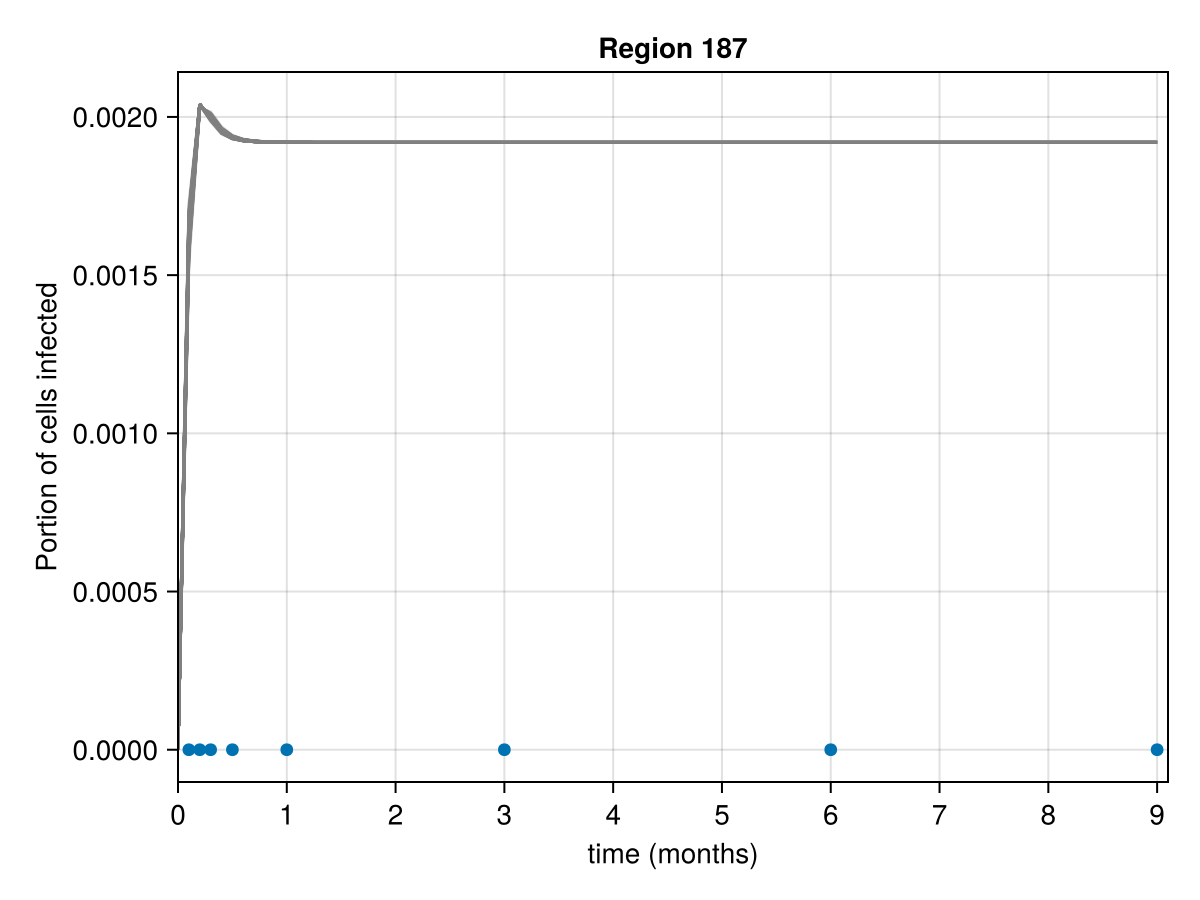 Region 187
Portion of cells infected
0.0020
0.0015
0.0010
0.0005
0.0000
0 1 2 3 4 5 6 7 8 9
time (months)